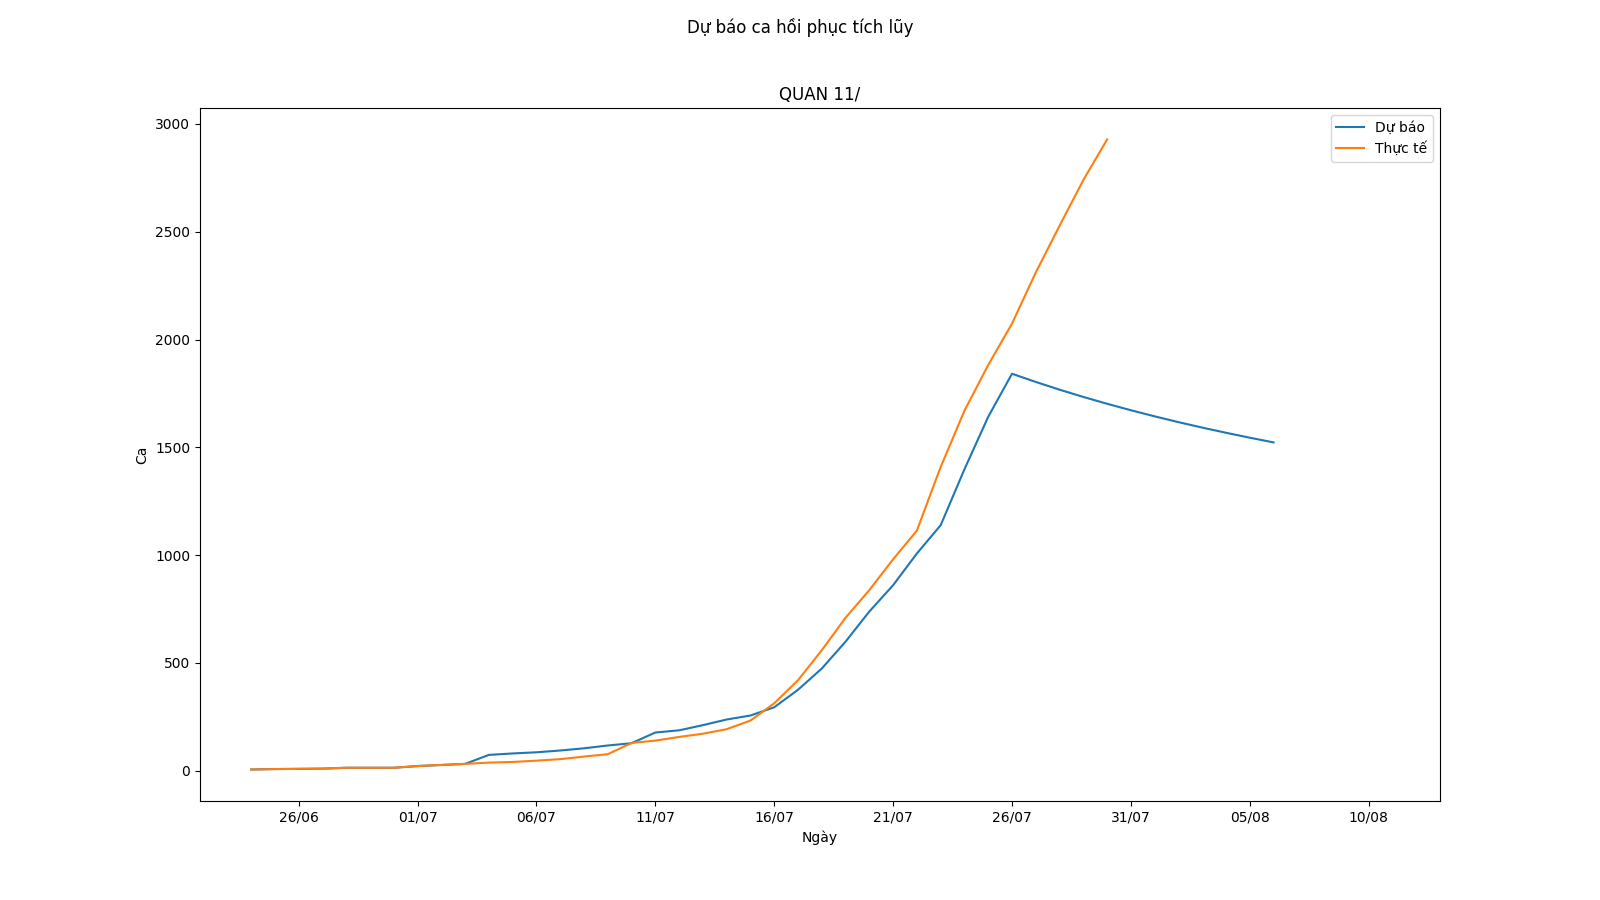 Dự báo ca hồi phục tích lũy
QUAN 11/
Dự báo
Thực tế
3000
2500
2000
1500
1000
500
0
Ca
26/06
01/07
06/07
11/07
16/07
21/07
26/07
31/07
05/08
10/08
Ngày